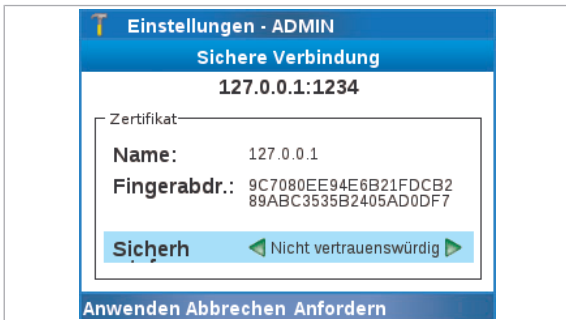 Einstellungen - ADMIN
Sichere Verbindung
127.0.0.1:1234
Zertifikat
Name: 127.0.0.1
Fingerabdr.: 9C7080EE94E6B21FDCB2
89ABC3535B2405AD0DF7
Sicherh Nicht vertrauenswürdig
Anwenden Abbrechen Anfordern